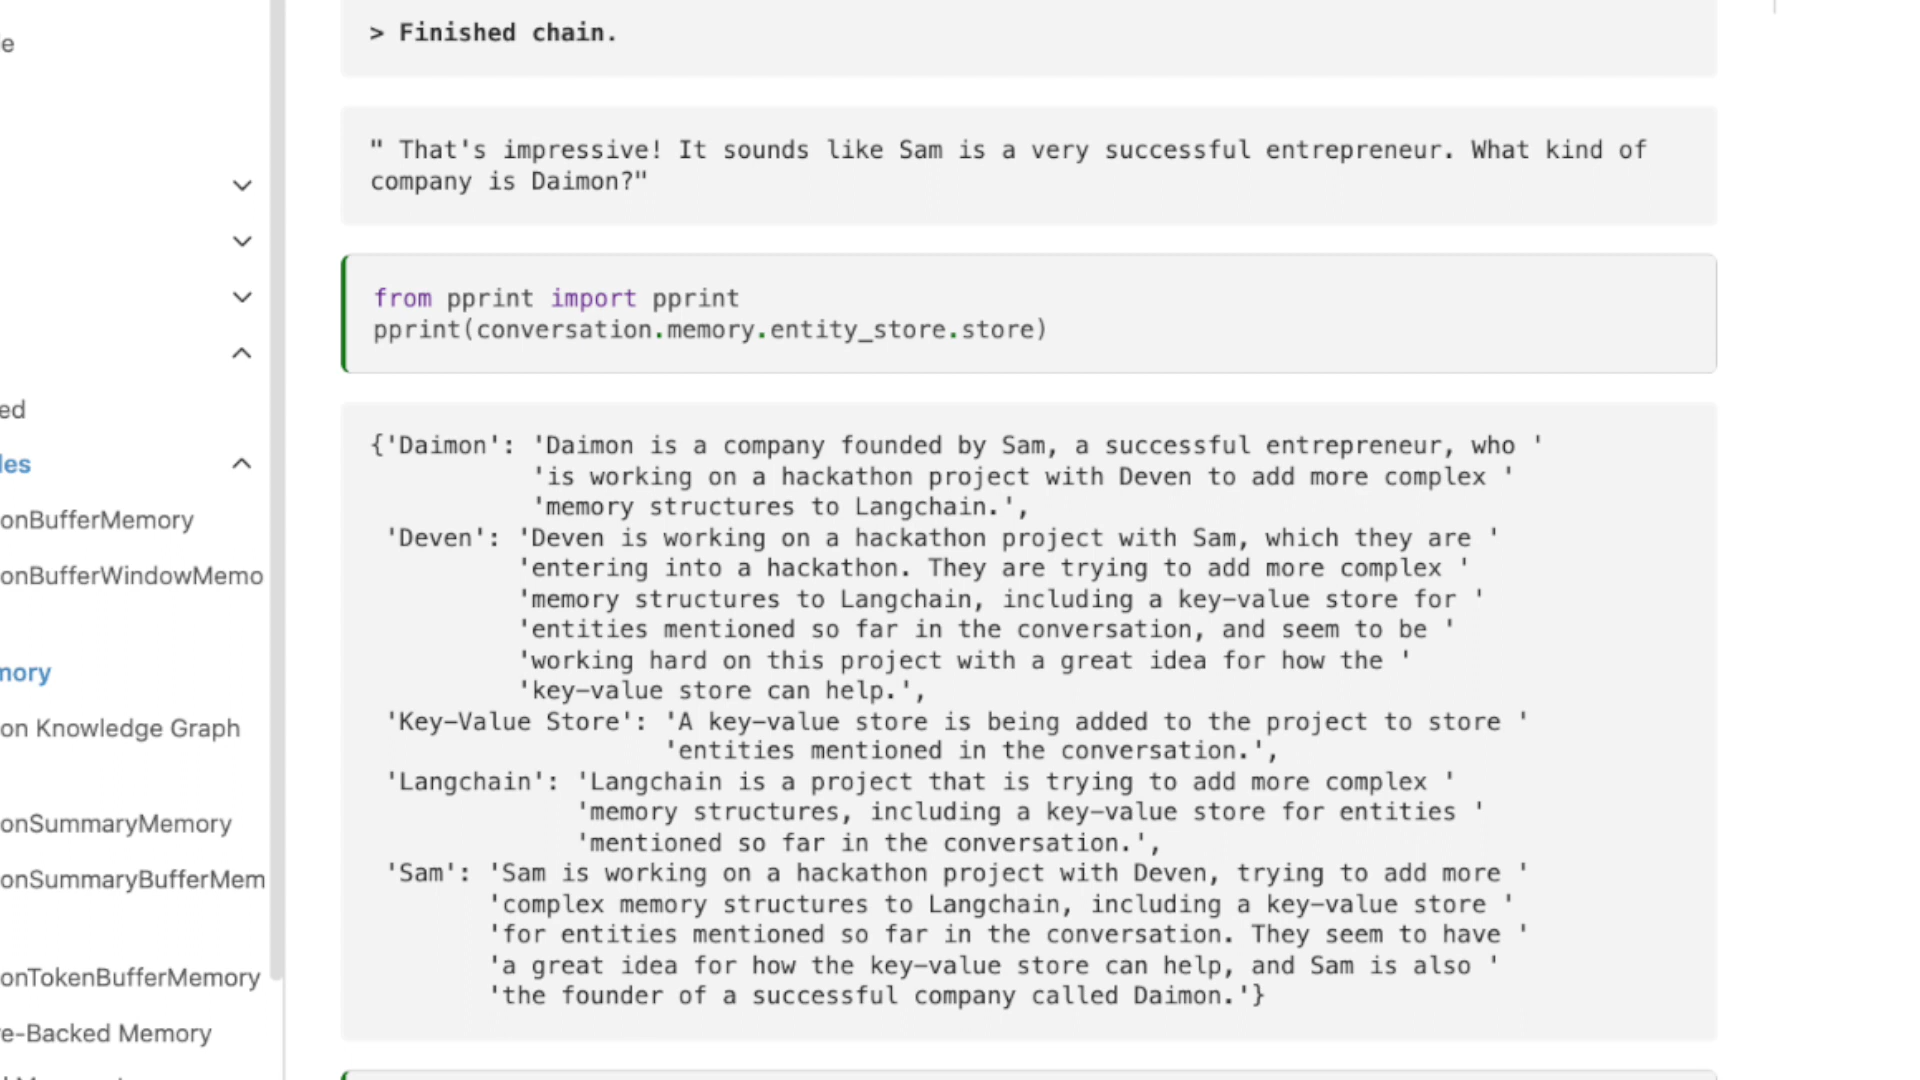 e
ed
les
onBufferMemory
onBufferWindowMemo
mory
on Knowledge Graph
onSummaryMemory
onSummaryBufferMem
onTokenBufferMemory
re-Backed Memory
> Finished chain.
" That's impressive! It sounds like Sam is a very successful entrepreneur. What kind of
company is Daimon?"
from pprint import pprint
pprint(conversation.memory.entity_store.store)
{'Daimon': 'Daimon is a company founded by Sam, a successful entrepreneur, who '
'is working on a hackathon project with Deven to add more complex '
'memory structures to Langchain.',
'Deven': 'Deven is working on a hackathon project with Sam, which they are '
'entering into a hackathon. They are trying to add more complex '
'memory structures to Langchain, including a key-value store for '
'entities mentioned so far in the conversation, and seem to be '
'working hard on this project with a great idea for how the '
'key-value store can help.',
'Key-Value Store': 'A key-value store is being added to the project to store '
'entities mentioned in the conversation.',
'Langchain': 'Langchain is a project that is trying to add more complex '
'memory structures, including a key-value store for entities '
'mentioned so far in the conversation.',
'Sam': 'Sam is working on a hackathon project with Deven, trying to add more '
'complex memory structures to Langchain, including a key-value store '
'for entities mentioned so far in the conversation. They seem to have '
'a great idea for how the key-value store can help, and Sam is also '
'the founder of a successful company called Daimon.'}